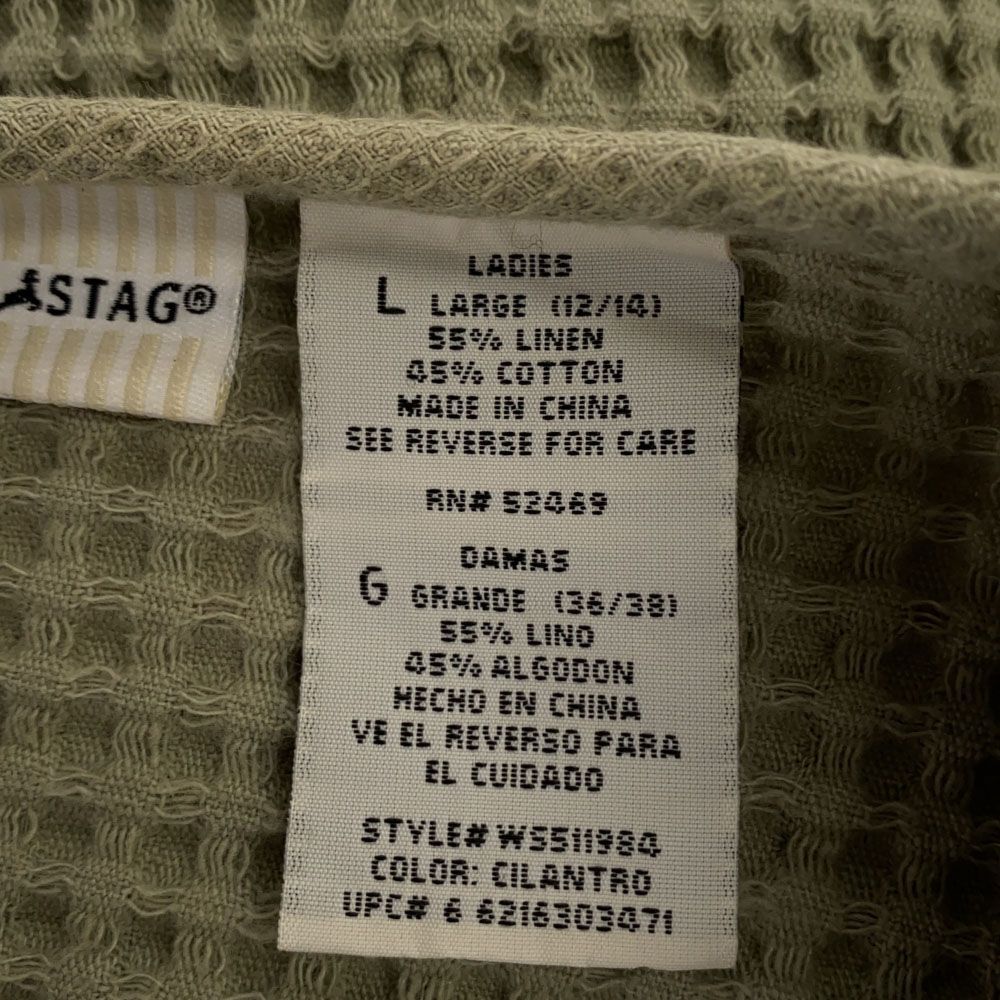 STAG®
LADIES
L LARGE (12/14)
55% LINEN
45% COTTON
MADE IN CHINA
SEE REVERSE FOR CARE
RN# 52469
DAMAS
G GRANDE (36/38)
55% LINO
45% ALGODON
HECHO EN CHINA
VE EL REVERSO PARA
EL CUIDADO
STYLE# WS511984
COLOR: CILANTRO
UPC# 6 6216303471